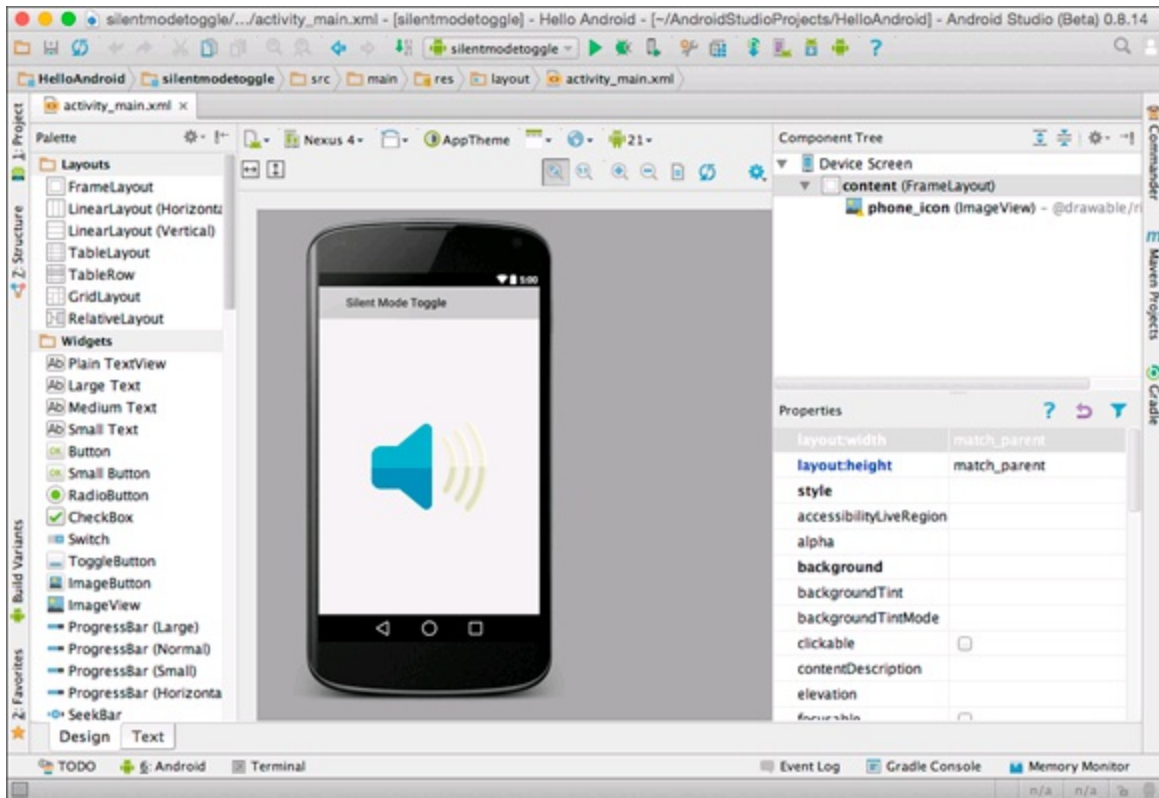 silentmodetoggle/.../activity_main.xml - [silentmodetoggle] - Hello Android - [~/AndroidStudioProjects/HelloAndroid] - Android Studio (Beta) 0.8.14
silentmodetoggle
HelloAndroid silentmodetoggle src main res layout activity_main.xml
activity_main.xml
1: Project
Z: Structure
Build Variants
2: Favorites
Palette
Layouts
FrameLayout
LinearLayout (Horizonta
LinearLayout (Vertical)
TableLayout
TableRow
GridLayout
RelativeLayout
Widgets
Plain TextView
Large Text
Medium Text
Small Text
Button
Small Button
RadioButton
CheckBox
Switch
ToggleButton
ImageButton
ImageView
ProgressBar (Large)
ProgressBar (Normal)
ProgressBar (Small)
ProgressBar (Horizonta
SeekBar
Design Text
Nexus 4 AppTheme 21
5:00
Silent Mode Toggle
Component Tree
Device Screen
content (FrameLayout)
phone_icon (ImageView) - @drawable/ri
Properties
layout:width match_parent
layout:height match_parent
style
accessibilityLiveRegion
alpha
background
backgroundTint
backgroundTintMode
clickable
contentDescription
elevation
focusable
Commander
Maven Projects
Gradle
TODO 6: Android Terminal Event Log Gradle Console Memory Monitor
n/a n/a